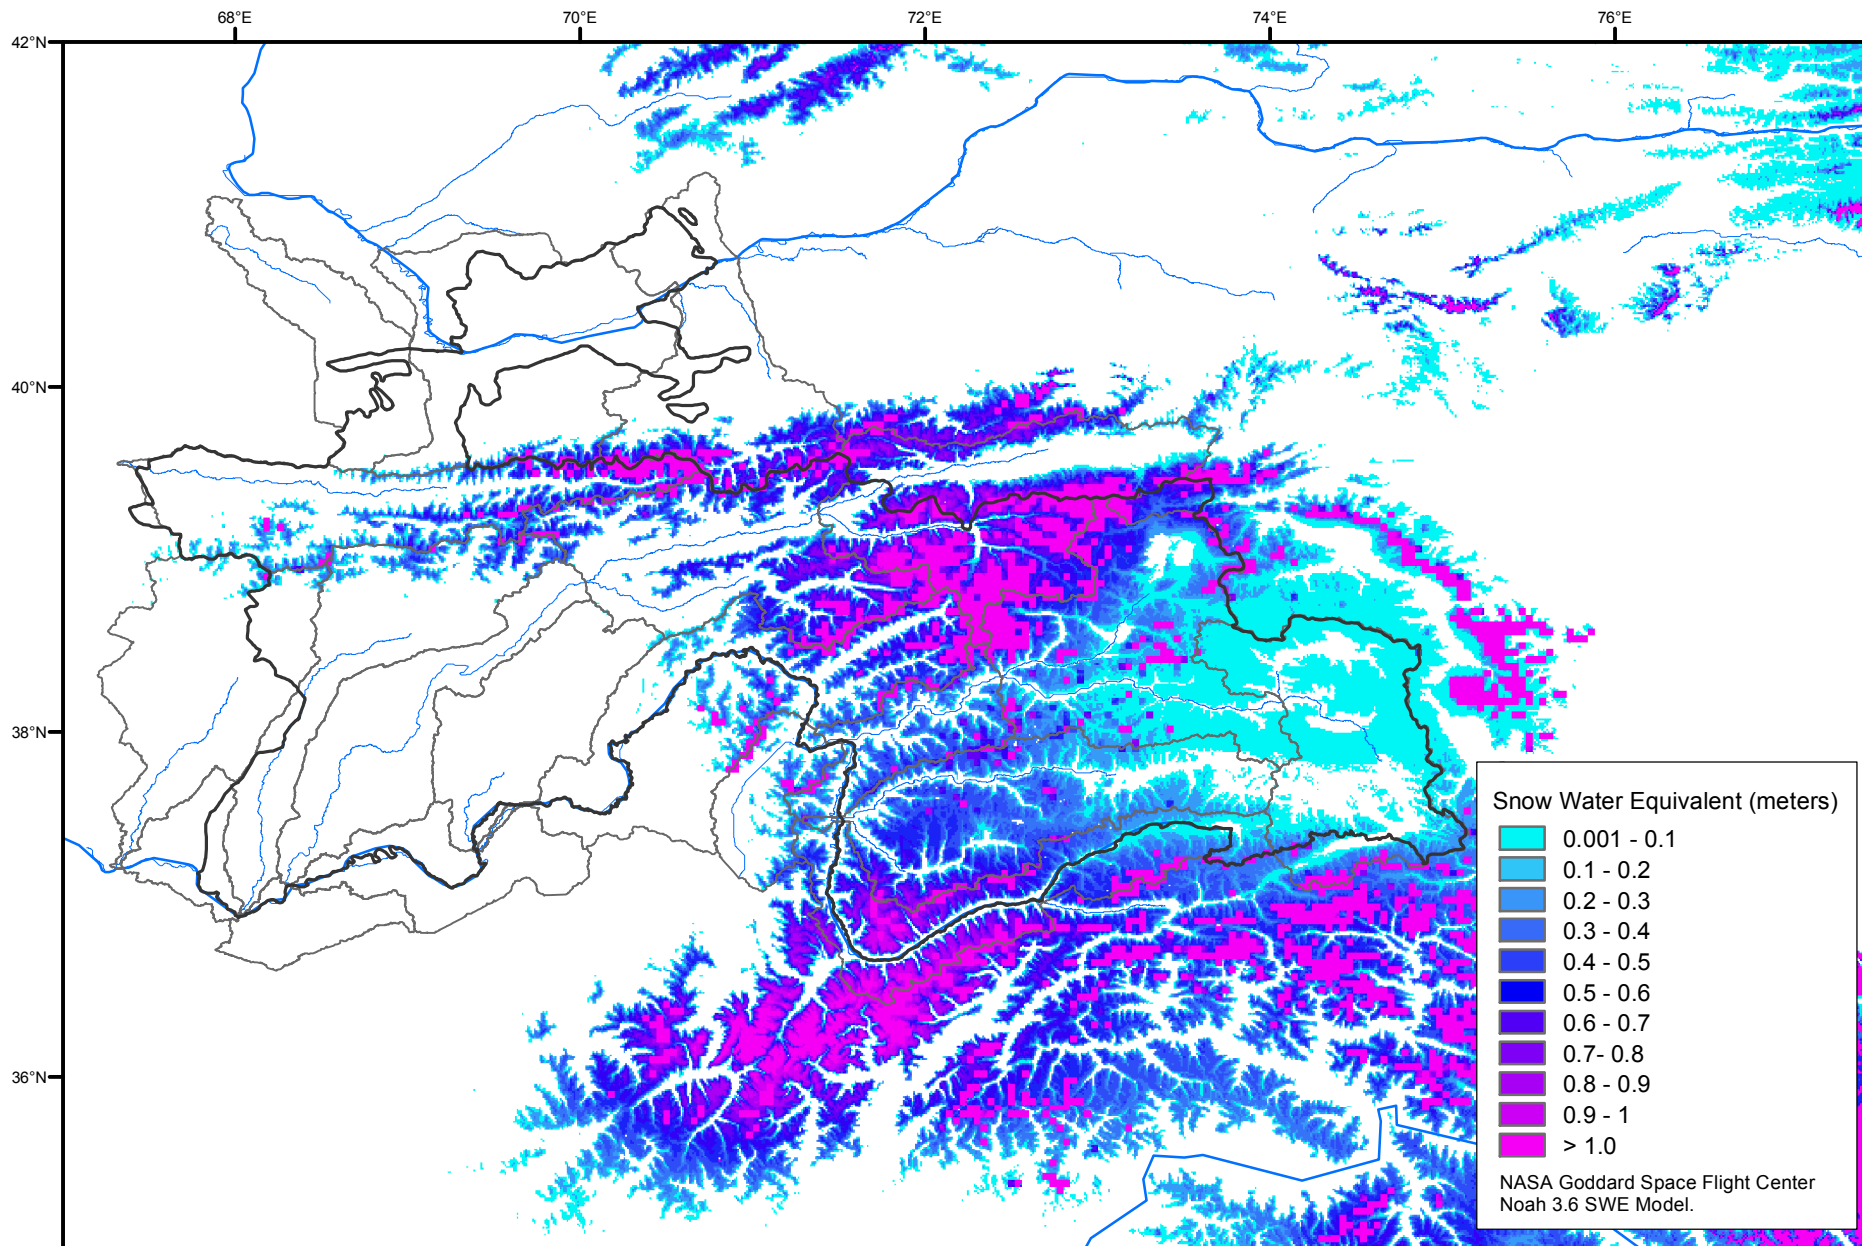 68°E
70°E
72°E
74°E
76°E
42°N
40°N
38°N
36°N
Snow Water Equivalent (meters)
0.001 - 0.1
0.1 - 0.2
0.2 - 0.3
0.3 - 0.4
0.4 - 0.5
0.5 - 0.6
0.6 - 0.7
0.7- 0.8
0.8 - 0.9
0.9 - 1
> 1.0
NASA Goddard Space Flight Center
Noah 3.6 SWE Model.